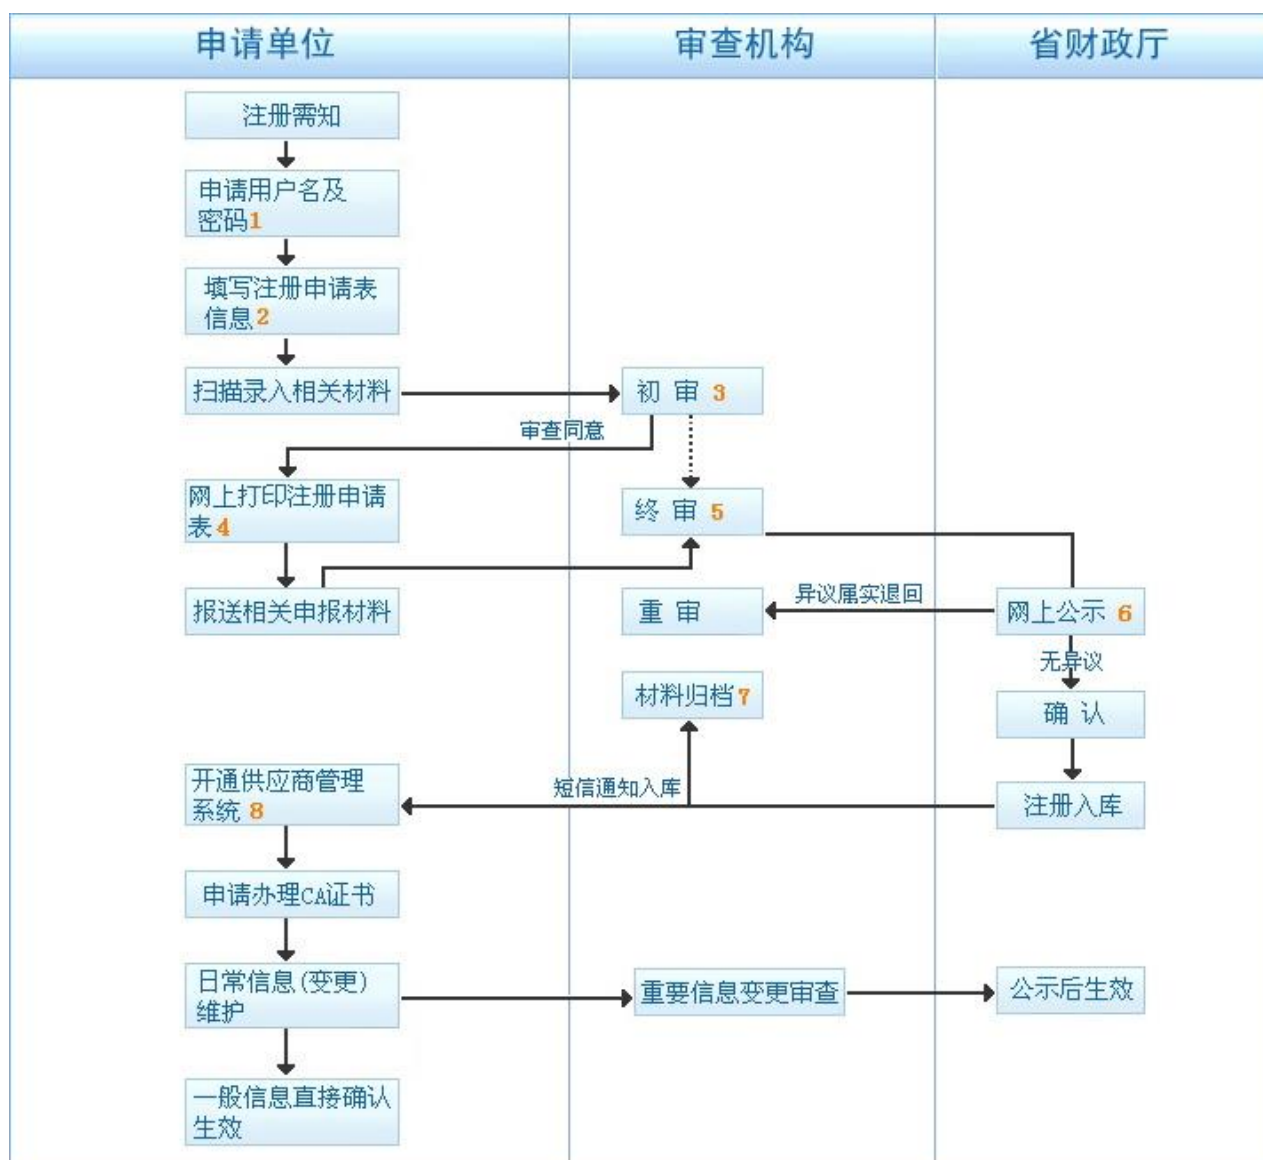 申请单位
审查机构
省财政厅
注册需知
申请用户名及
密码1
填写注册申请表
信息2
扫描录入相关材料
初 审 3
审查同意
网上打印注册申请
表4
终 审 5
报送相关申报材料
重 审
异议属实退回
网上公示 6
无异议
材料归档7
确 认
开通供应商管理
系统 8
短信通知入库
注册入库
申请办理CA证书
日常信息(变更)
维护
重要信息变更审查
公示后生效
一般信息直接确认
生效